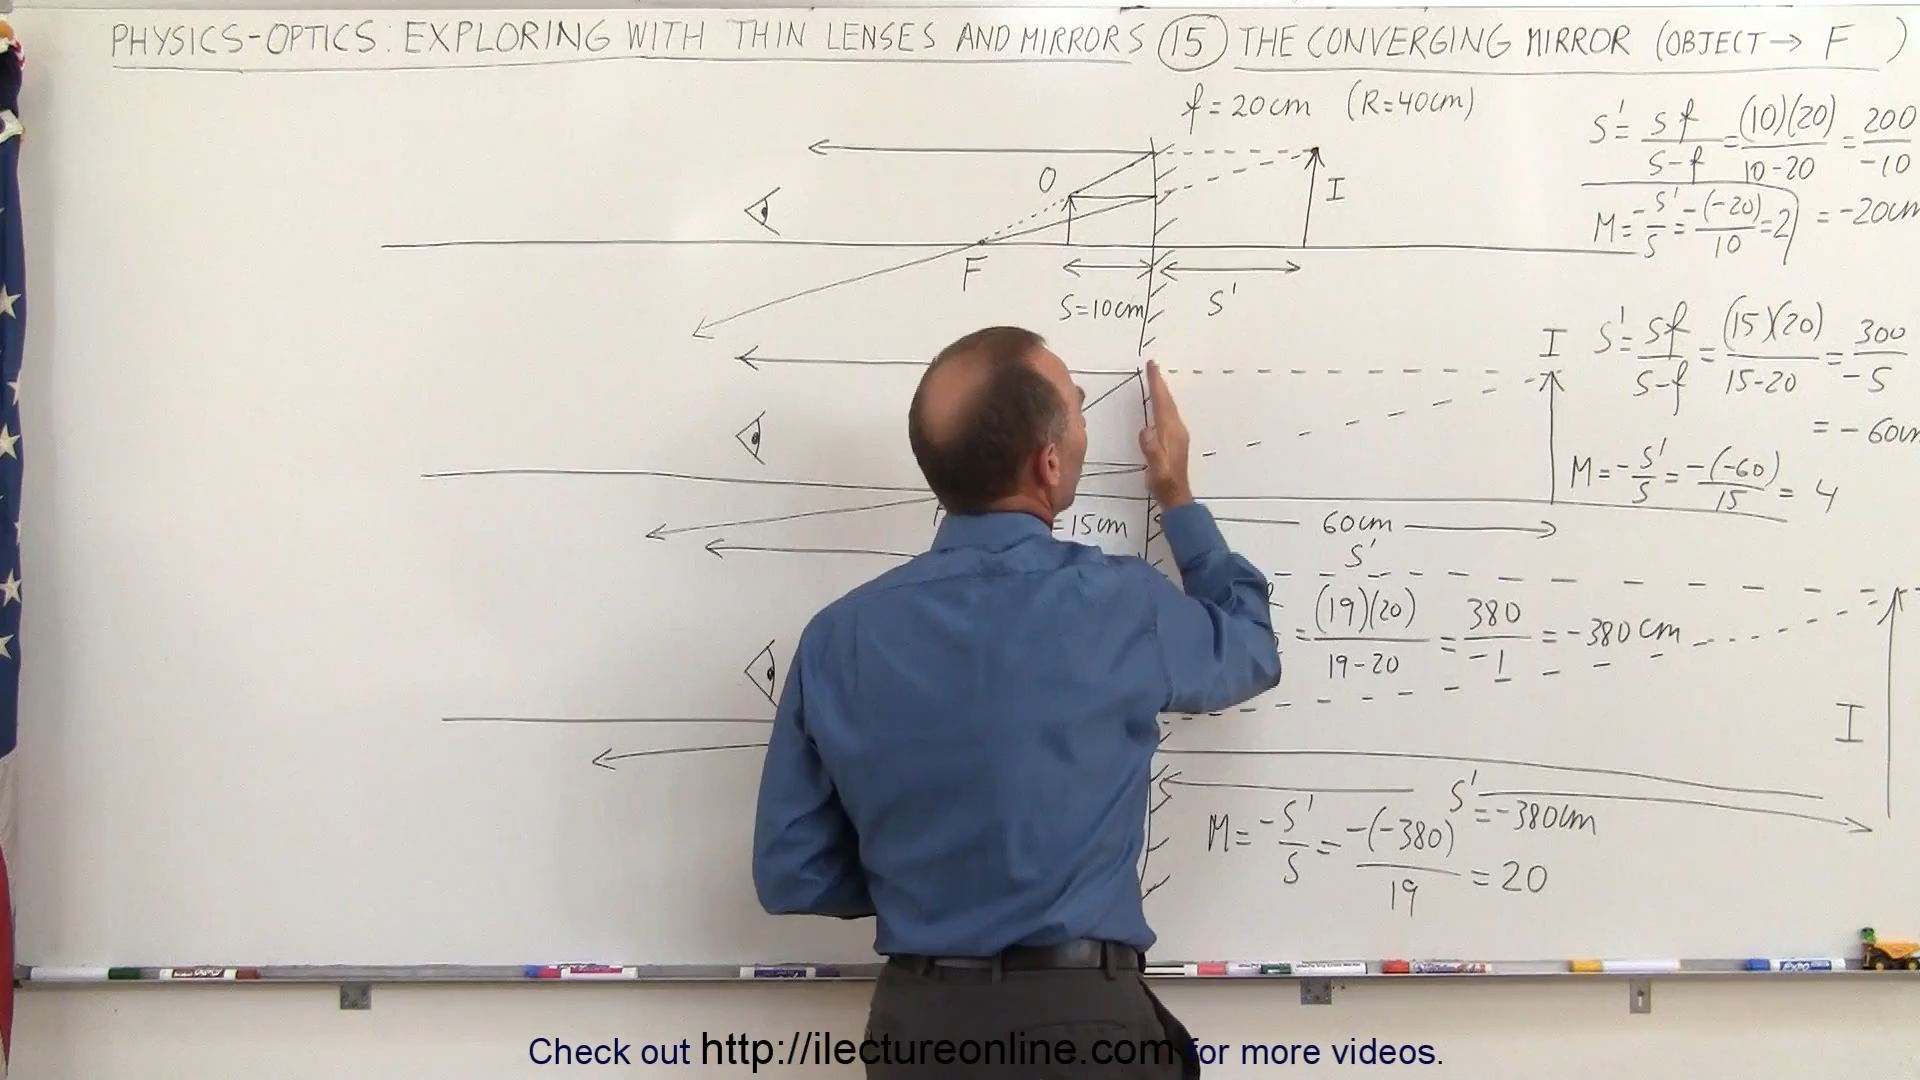 PHYSICS-OPTICS: EXPLORING WITH THIN LENSES AND MIRRORS (15) THE CONVERGING MIRROR (OBJECT → F )
f = 20cm (R=40cm)
S' = Sf/S-f = (10)(20)/10-20 = 200/-10
= -20cm
M = -S'/S = -(-20)/10 = 2
O
I
F
S=10cm
S'
I
S' = Sf/S-f = (15)(20)/15-20 = 300/-5
= -60cm
M = -S'/S = -(-60)/15 = 4
=15cm
60cm
S'
= (19)(20)/19-20 = 380/-1 = -380cm
I
S' = -380cm
M = -S'/S = -(-380)/19 = 20
EXPO
Check out http://ilectureonline.com for more videos.